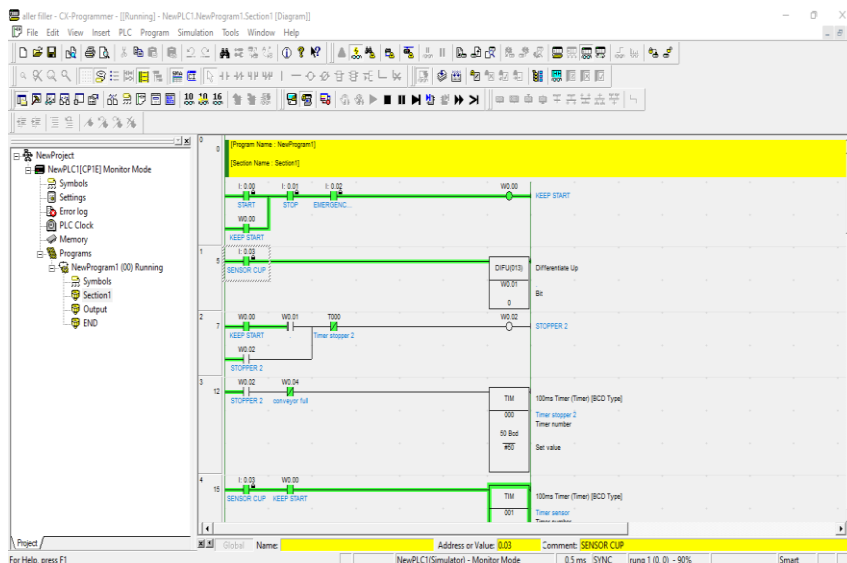 aller filler - CX-Programmer - [[Running] - NewPLC1.NewProgram1.Section1 [Diagram]]
File Edit View Insert PLC Program Simulation Tools Window Help
10 16 16
NewProject
NewPLC1[CP1E] Monitor Mode
Symbols
Settings
Error log
PLC Clock
Memory
Programs
NewProgram1 (00) Running
Symbols
Section1
Output
END
Project
0
0
[Program Name : NewProgram1]
[Section Name : Section1]
I: 0.00 I: 0.01 I: 0.02 W0.00
START STOP EMERGENC... KEEP START
W0.00
KEEP START
1
5
I: 0.03
SENSOR CUP
DIFU(013) Differentiate Up
W0.01
0 Bit
2
7
W0.00 W0.01 T000 W0.02
KEEP START Timer stopper 2 STOPPER 2
W0.02
STOPPER 2
3
12
W0.02 W0.04
STOPPER 2 conveyor full
TIM 100ms Timer (Timer) [BCD Type]
000 Timer stopper 2
Timer number
50 Bcd
#50 Set value
4
15
I: 0.03 W0.00
SENSOR CUP KEEP START
TIM 100ms Timer (Timer) [BCD Type]
001 Timer sensor
Timer number
Global Name: Address or Value: 0.03 Comment: SENSOR CUP
For Help, press F1 NewPLC1(Simulator) - Monitor Mode 0.5 ms SYNC rung 1 (0, 0) - 90% Smart